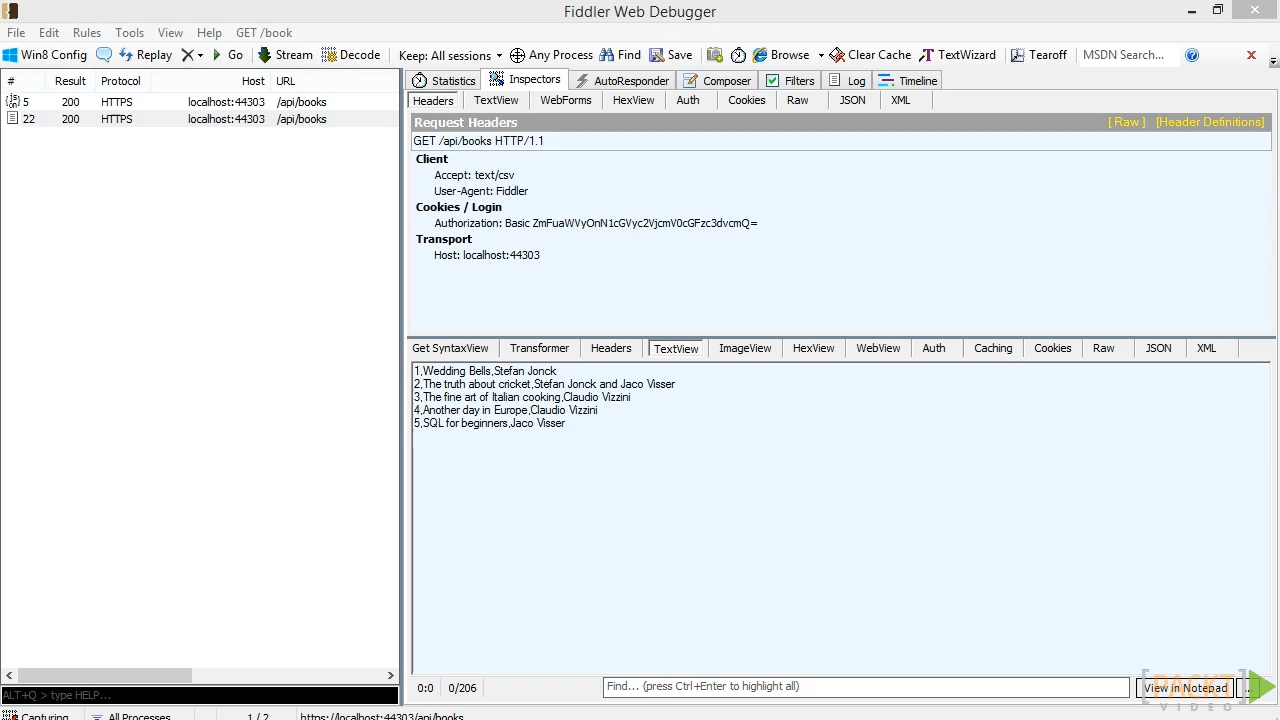 Fiddler Web Debugger
File Edit Rules Tools View Help GET /book
Win8 Config Replay Go Stream Decode Keep: All sessions Any Process Find Save Browse Clear Cache TextWizard Tearoff MSDN Search...
# Result Protocol Host URL
5 200 HTTPS localhost:44303 /api/books
22 200 HTTPS localhost:44303 /api/books
Statistics Inspectors AutoResponder Composer Filters Log Timeline
Headers TextView WebForms HexView Auth Cookies Raw JSON XML
Request Headers [ Raw ] [Header Definitions]
GET /api/books HTTP/1.1
Client
Accept: text/csv
User-Agent: Fiddler
Cookies / Login
Authorization: Basic ZmFuaWVyOnN1cGVyc2VjcmV0cGFzc3dvcmQ=
Transport
Host: localhost:44303
Get SyntaxView Transformer Headers TextView ImageView HexView WebView Auth Caching Cookies Raw JSON XML
1,Wedding Bells,Stefan Jonck
2,The truth about cricket,Stefan Jonck and Jaco Visser
3,The fine art of Italian cooking,Claudio Vizzini
4,Another day in Europe,Claudio Vizzini
5,SQL for beginners,Jaco Visser
0:0 0/206 Find... (press Ctrl+Enter to highlight all) View in Notepad ...
ALT+Q > type HELP...
Capturing All Processes 1 / 2 https://localhost:44303/api/books
[PACKT]
VIDEO